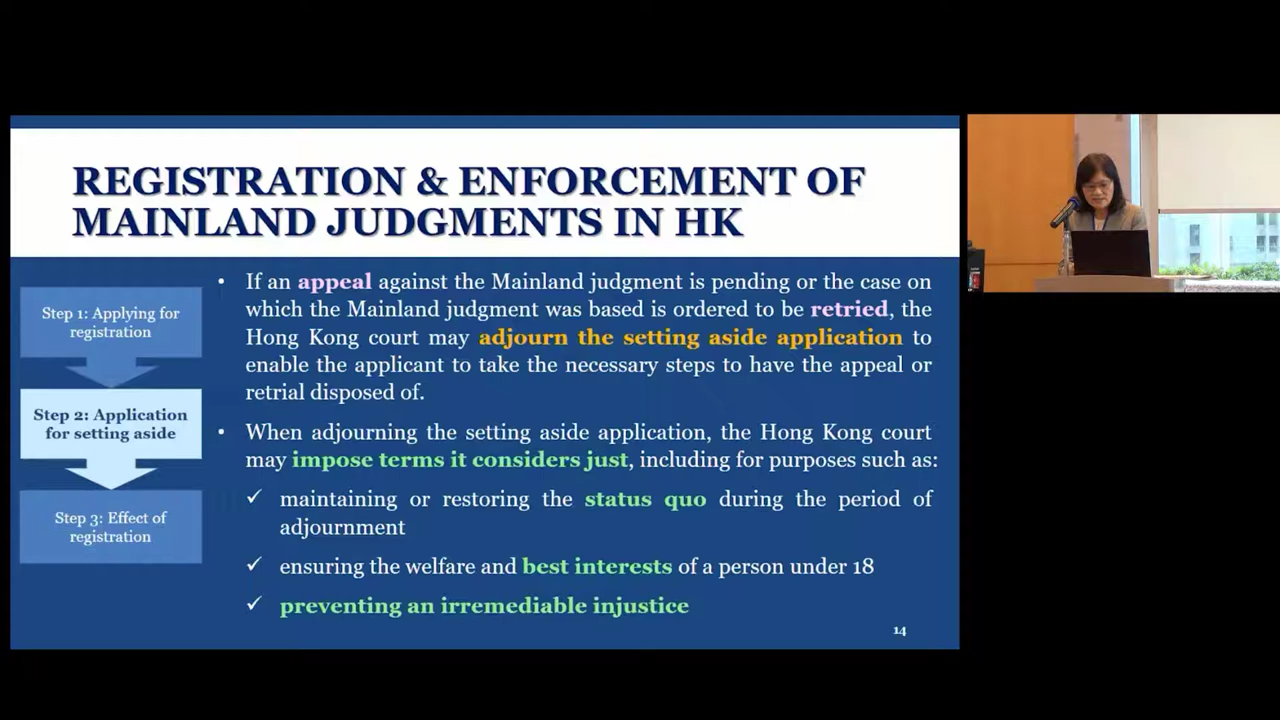 REGISTRATION & ENFORCEMENT OF
MAINLAND JUDGMENTS IN HK
Step 1: Applying for
registration
Step 2: Application
for setting aside
Step 3: Effect of
registration
• If an appeal against the Mainland judgment is pending or the case on
which the Mainland judgment was based is ordered to be retried, the
Hong Kong court may adjourn the setting aside application to
enable the applicant to take the necessary steps to have the appeal or
retrial disposed of.
• When adjourning the setting aside application, the Hong Kong court
may impose terms it considers just, including for purposes such as:
✓ maintaining or restoring the status quo during the period of
adjournment
✓ ensuring the welfare and best interests of a person under 18
✓ preventing an irremediable injustice
14